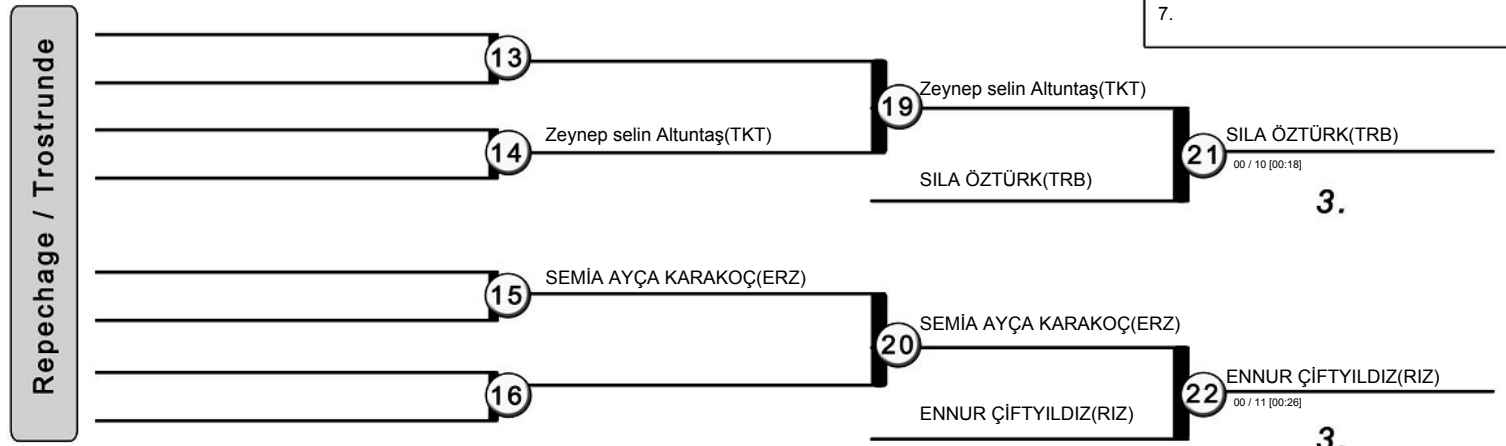 Repechage / Trostrunde
7.
13
Zeynep selin Altuntaş(TKT)
19
14
Zeynep selin Altuntaş(TKT)
SILA ÖZTÜRK(TRB)
21
00 / 10 [00:18]
SILA ÖZTÜRK(TRB)
3.
SEMİA AYÇA KARAKOÇ(ERZ)
15
SEMİA AYÇA KARAKOÇ(ERZ)
20
ENNUR ÇİFTYILDIZ(RIZ)
16
22
00 / 11 [00:26]
ENNUR ÇİFTYILDIZ(RIZ)
3.